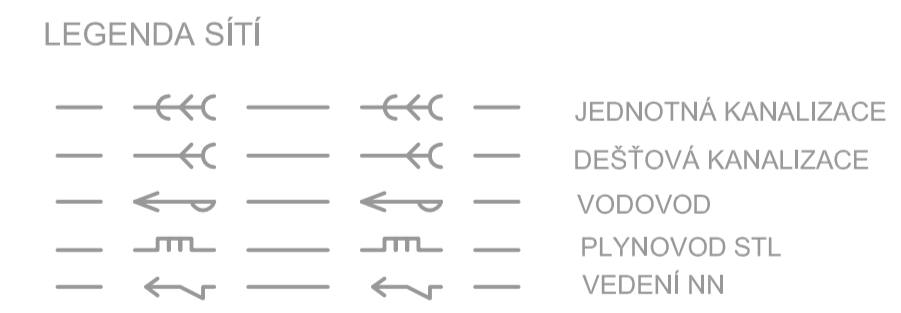 LEGENDA SÍTÍ
JEDNOTNÁ KANALIZACE
DEŠŤOVÁ KANALIZACE
VODOVOD
PLYNOVOD STL
VEDENÍ NN